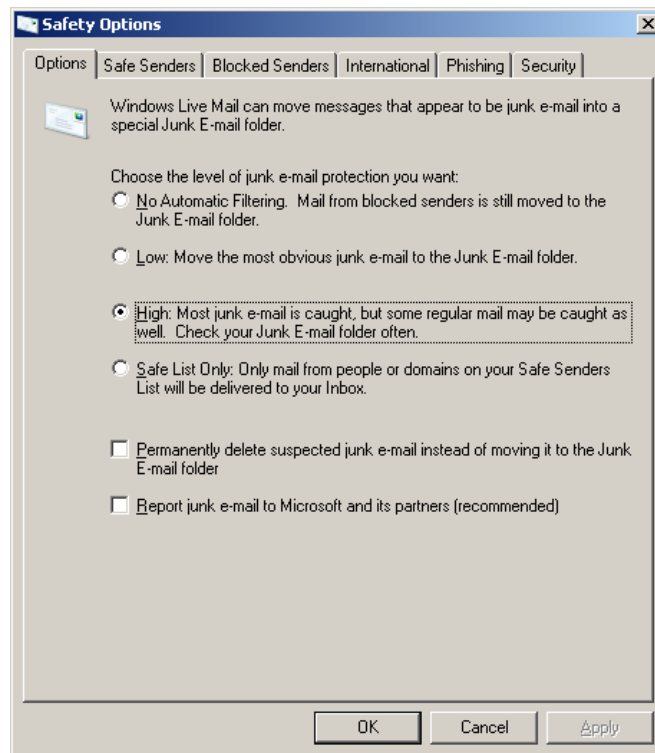 Safety Options
Options
Safe Senders
Blocked Senders
International
Phishing
Security
Windows Live Mail can move messages that appear to be junk e-mail into a
special Junk E-mail folder.
Choose the level of junk e-mail protection you want:
No Automatic Filtering.  Mail from blocked senders is still moved to the
Junk E-mail folder.
Low: Move the most obvious junk e-mail to the Junk E-mail folder.
High: Most junk e-mail is caught, but some regular mail may be caught as
well.  Check your Junk E-mail folder often.
Safe List Only: Only mail from people or domains on your Safe Senders
List will be delivered to your Inbox.
Permanently delete suspected junk e-mail instead of moving it to the Junk
E-mail folder
Report junk e-mail to Microsoft and its partners (recommended)
OK
Cancel
Apply